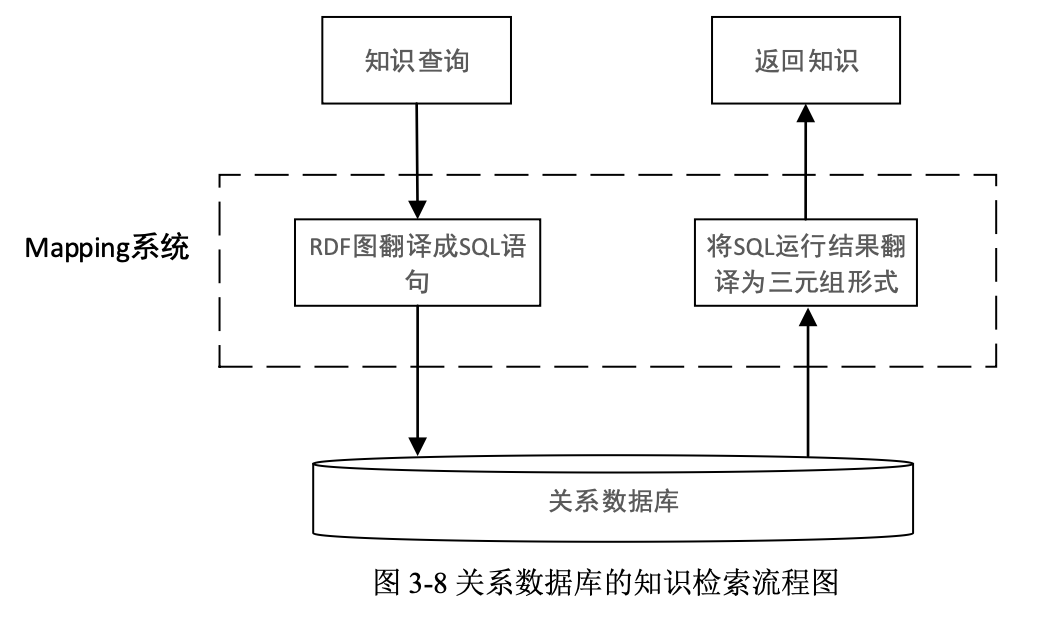 知识查询
返回知识
Mapping系统
RDF图翻译成SQL语
句
将SQL运行结果翻
译为三元组形式
关系数据库
图 3-8 关系数据库的知识检索流程图